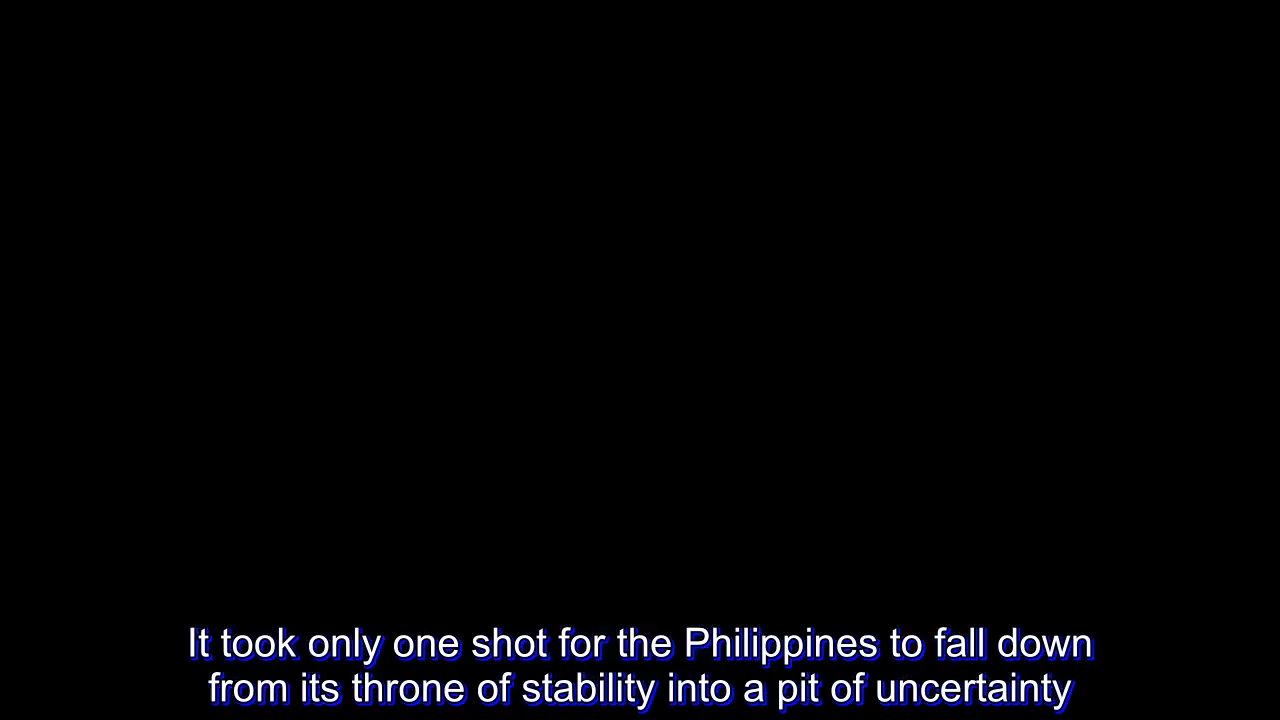 It took only one shot for the Philippines to fall down
from its throne of stability into a pit of uncertainty